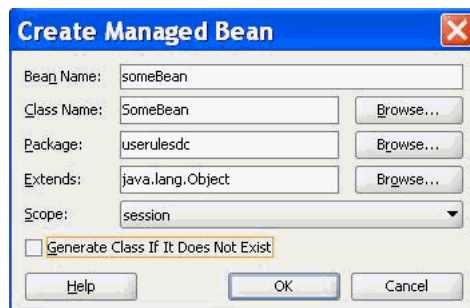 Create Managed Bean
Bean Name: someBean
Class Name: SomeBean Browse...
Package: userulesdc Browse...
Extends: java.lang.Object Browse...
Scope: session
Generate Class If It Does Not Exist
Help OK Cancel